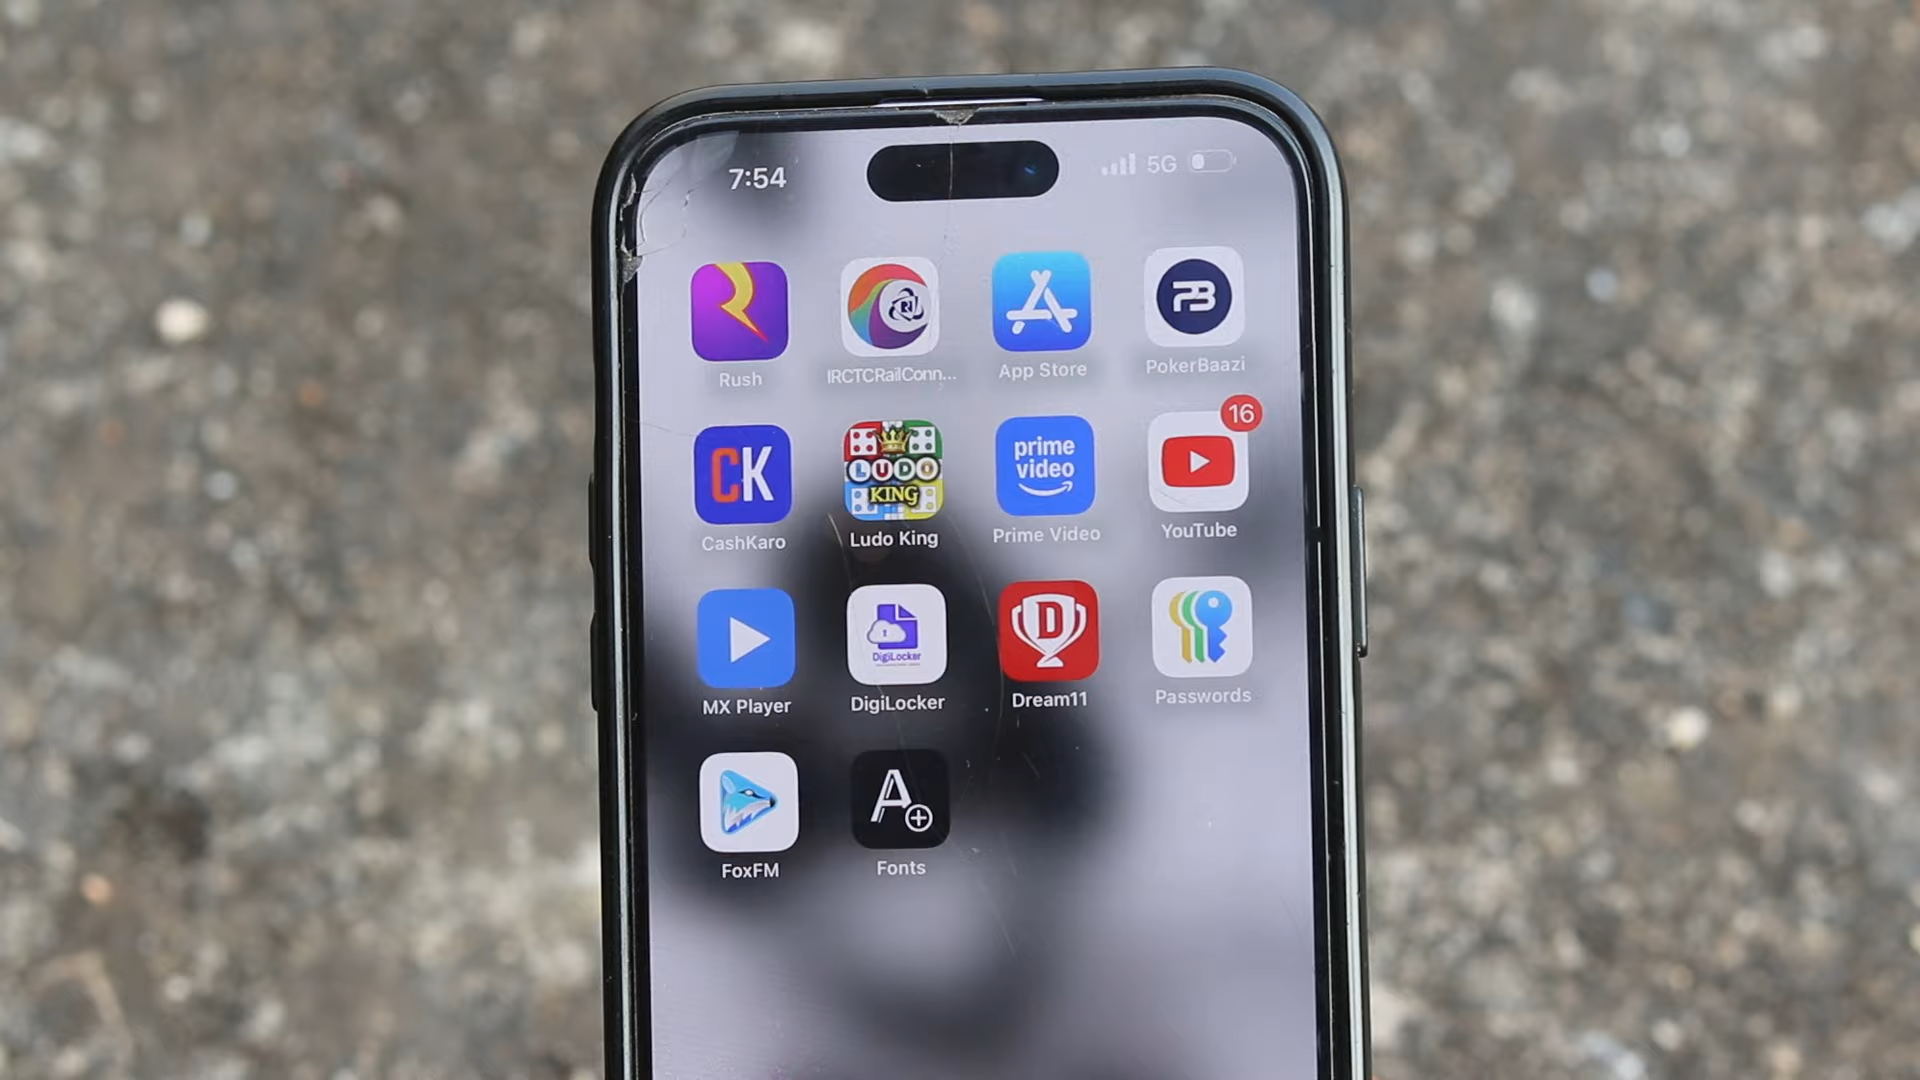 7:54
5G
Rush
IRCTCRailConn...
App Store
PB
PokerBaazi
CK
CashKaro
LUDO
KING
Ludo King
prime
video
Prime Video
16
YouTube
MX Player
DigiLocker
DigiLocker
D
Dream11
Passwords
FoxFM
A
Fonts